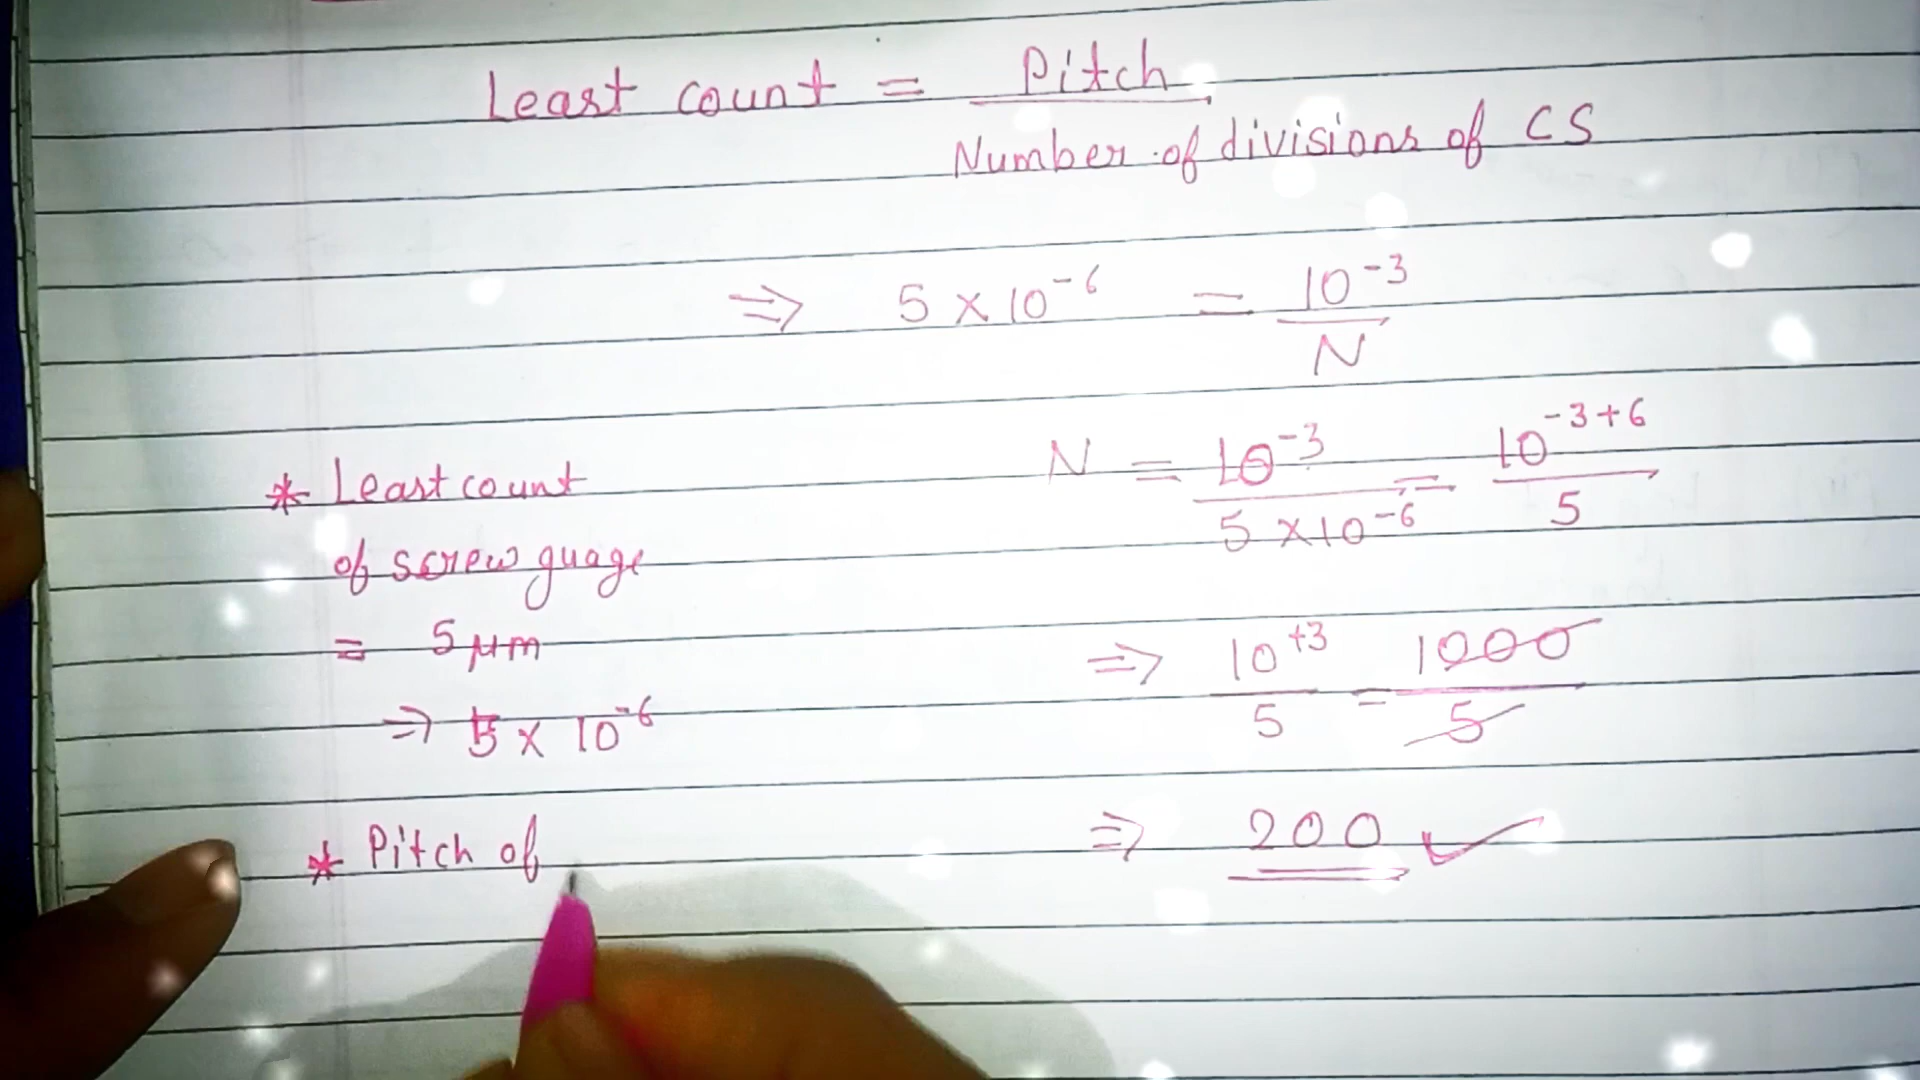 Least count = Pitch
Number of divisions of CS
⇒ 5 × 10⁻⁶ = 10⁻³
N
N = 10⁻³ = 10⁻³⁺⁶
5 × 10⁻⁶ 5
⇒ 10⁺³ = 1000
5 5
⇒ 200 ✓
* Least count
of screw guage
= 5 μm
⇒ 5 × 10⁻⁶
* Pitch of